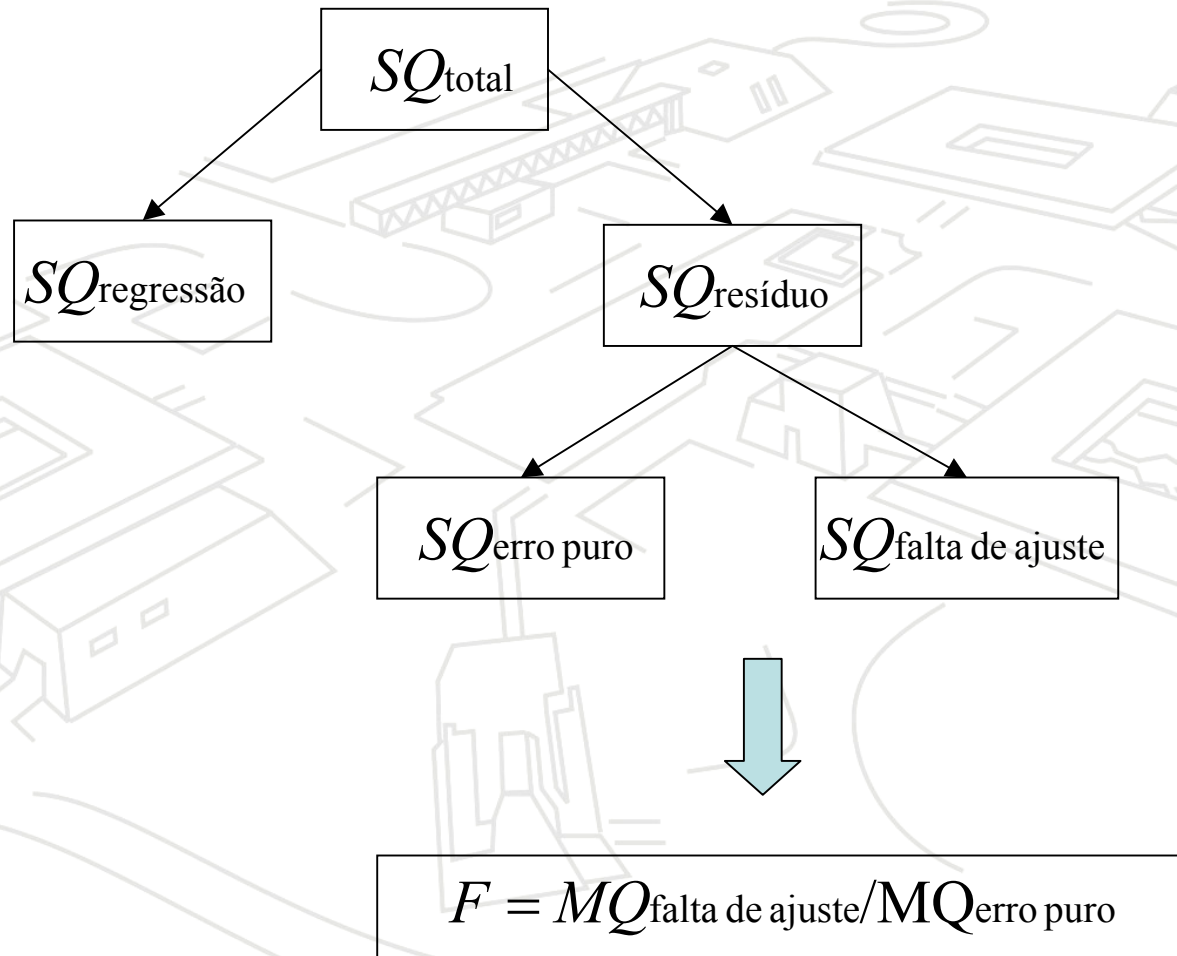 SQtotal
SQregressão
SQresíduo
SQerro puro
SQfalta de ajuste
F = MQfalta de ajuste/MQerro puro